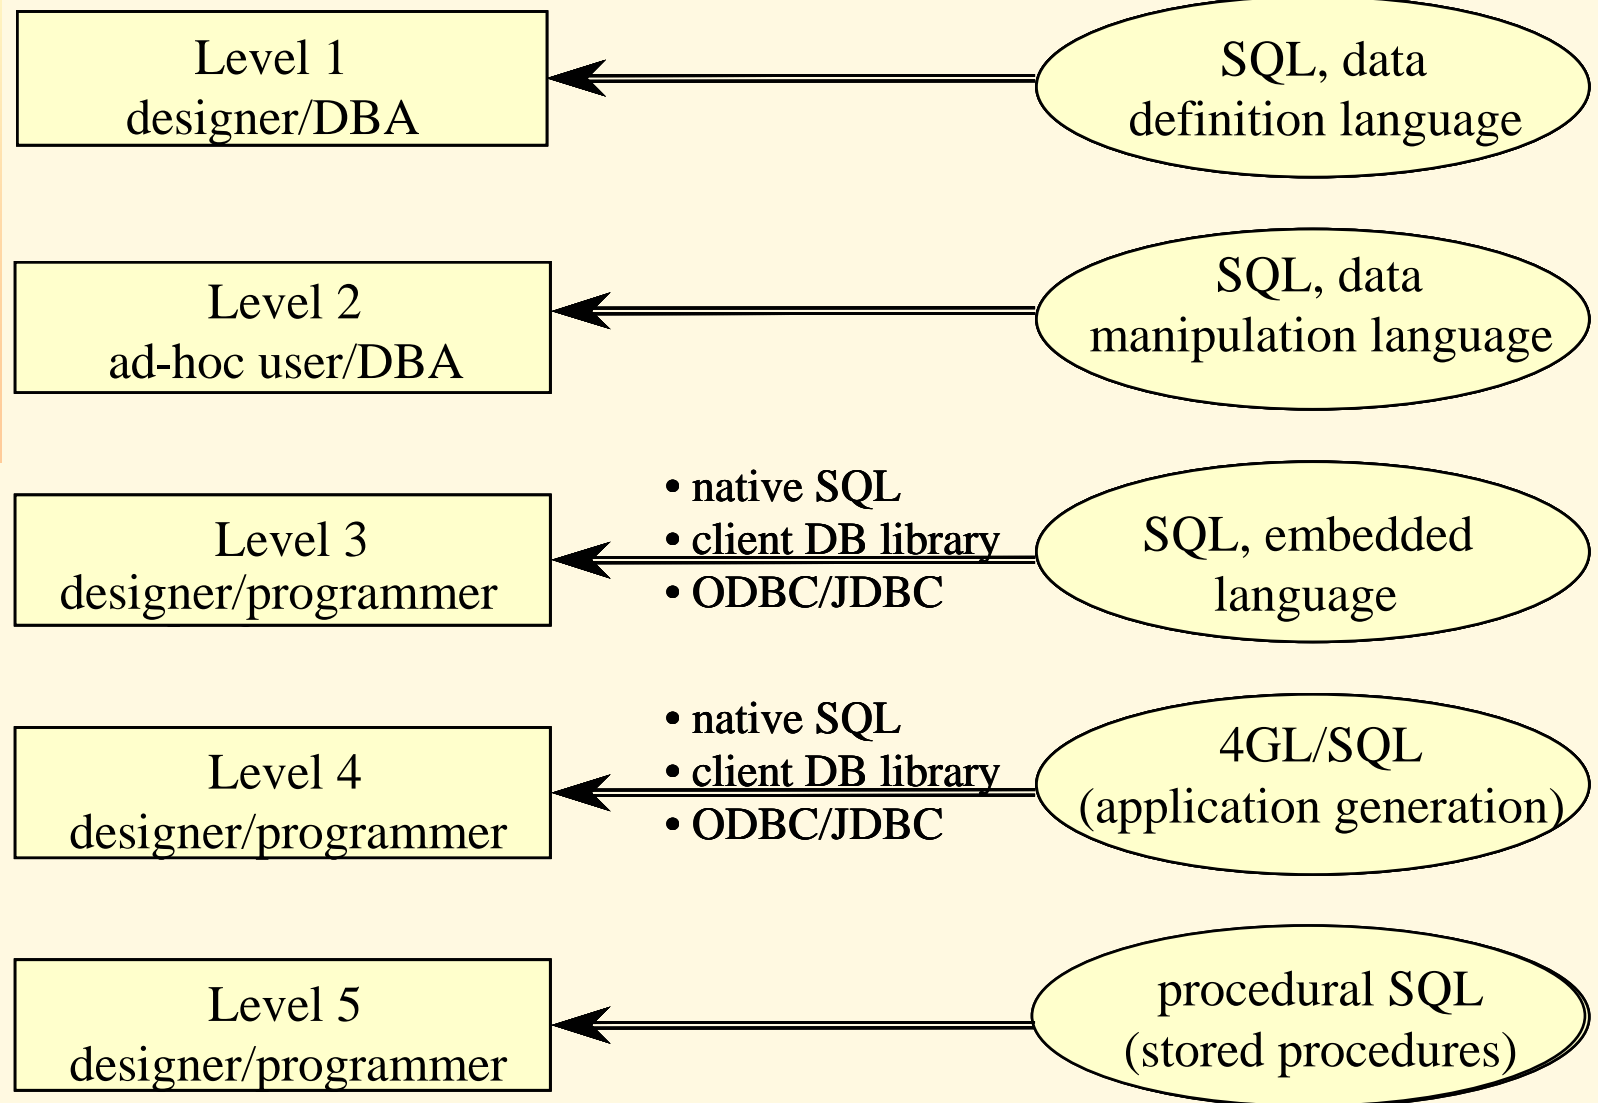 Level 1
designer/DBA
SQL, data
definition language
Level 2
ad-hoc user/DBA
SQL, data
manipulation language
Level 3
designer/programmer
• native SQL
• client DB library
• ODBC/JDBC
SQL, embedded
language
Level 4
designer/programmer
• native SQL
• client DB library
• ODBC/JDBC
4GL/SQL
(application generation)
Level 5
designer/programmer
procedural SQL
(stored procedures)